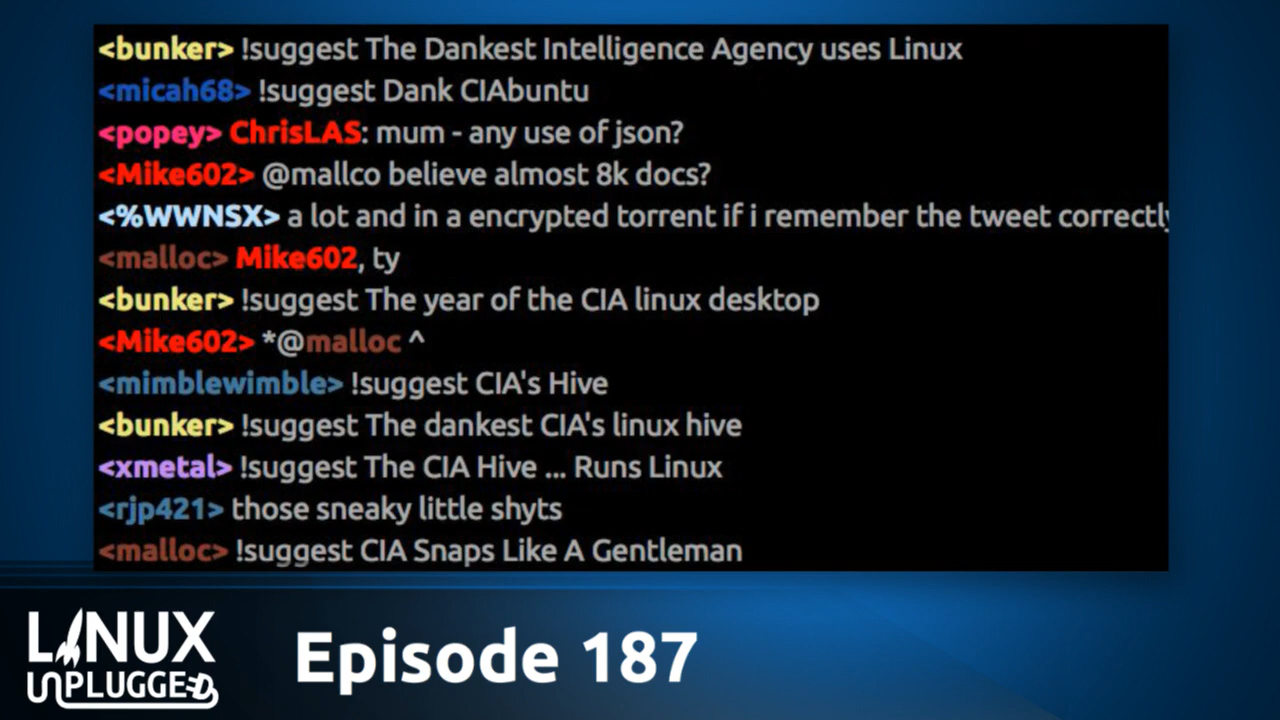 <bunker> !suggest The Dankest Intelligence Agency uses Linux
<micah68> !suggest Dank CIAbuntu
<popey> ChrisLAS: mum - any use of json?
<Mike602> @mallco believe almost 8k docs?
<%WWNSX> a lot and in a encrypted torrent if i remember the tweet correctly
<malloc> Mike602, ty
<bunker> !suggest The year of the CIA linux desktop
<Mike602> *@malloc ^
<mimblewimble> !suggest CIA's Hive
<bunker> !suggest The dankest CIA's linux hive
<xmetal> !suggest The CIA Hive ... Runs Linux
<rjp421> those sneaky little shyts
<malloc> !suggest CIA Snaps Like A Gentleman
LINUX
UNPLUGGED
Episode 187